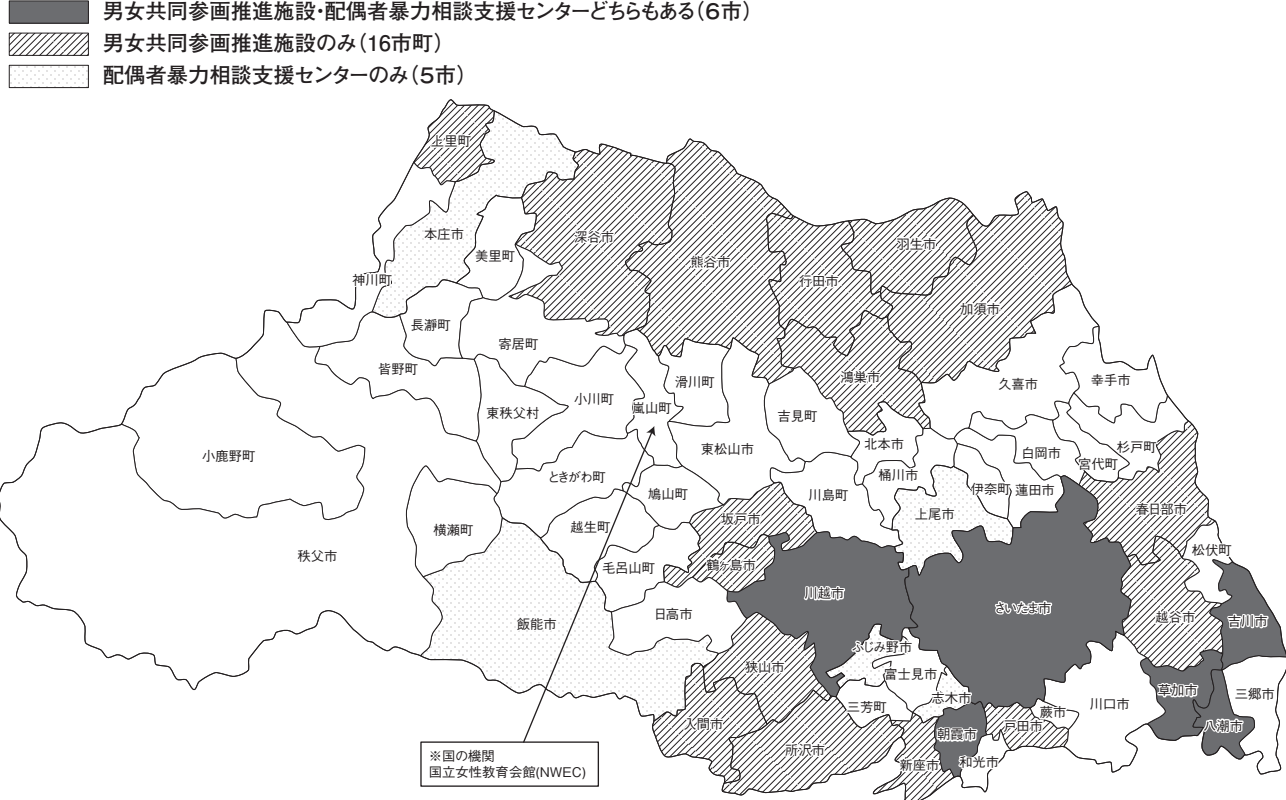 男女共同参画推進施設・配偶者暴力相談支援センターどちらもある(6市)
男女共同参画推進施設のみ(16市町)
配偶者暴力相談支援センターのみ(5市)
上里町
本庄市
美里町
神川町
深谷市
熊谷市
行田市
羽生市
加須市
長瀞町
寄居町
皆野町
東秩父村
小川町
嵐山町
滑川町
吉見町
鴻巣市
久喜市
幸手市
小鹿野町
東松山市
北本市
桶川市
白岡市
宮代町
杉戸町
ときがわ町
鳩山町
川島町
伊奈町
蓮田市
上尾市
春日部市
横瀬町
越生町
坂戸市
秩父市
毛呂山町
鶴ヶ島市
松伏町
川越市
さいたま市
日高市
飯能市
越谷市
吉川市
ふじみ野市
狭山市
富士見市
志木市
三芳町
蕨市
川口市
草加市
三郷市
入間市
所沢市
朝霞市
戸田市
八潮市
新座市
和光市
※国の機関
国立女性教育会館(NWEC)